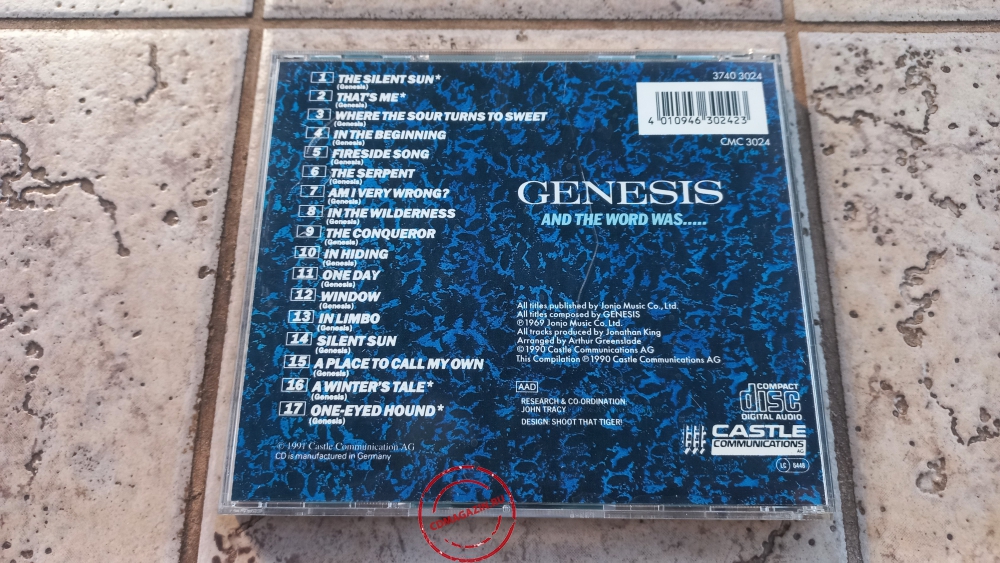 1 THE SILENT SUN*
(Genesis)
2 THAT'S ME*
(Genesis)
3 WHERE THE SOUR TURNS TO SWEET
(Genesis)
4 IN THE BEGINNING
(Genesis)
5 FIRESIDE SONG
(Genesis)
6 THE SERPENT
(Genesis)
7 AM I VERY WRONG?
(Genesis)
8 IN THE WILDERNESS
(Genesis)
9 THE CONQUEROR
(Genesis)
10 IN HIDING
(Genesis)
11 ONE DAY
(Genesis)
12 WINDOW
(Genesis)
13 IN LIMBO
(Genesis)
14 SILENT SUN
(Genesis)
15 A PLACE TO CALL MY OWN
(Genesis)
16 A WINTER'S TALE*
(Genesis)
17 ONE-EYED HOUND*
(Genesis)
© 1991 Castle Communication AG
CD is manufactured in Germany
3740 3024
4 010946 302423
CMC 3024
GENESIS
AND THE WORD WAS.....
All titles published by Jonjo Music Co., Ltd.
All titles composed by GENESIS
℗ 1969 Jonjo Music Co. Ltd.
All tracks produced by Jonathan King
Arranged by Arthur Greenslade
© 1990 Castle Communications AG
This Compilation ℗ 1990 Castle Communications AG
AAD
RESEARCH & CO-ORDINATION:
JOHN TRACY
DESIGN: SHOOT THAT TIGER!
COMPACT
disc
DIGITAL AUDIO
CASTLE
COMMUNICATIONS
AG
LC 6448